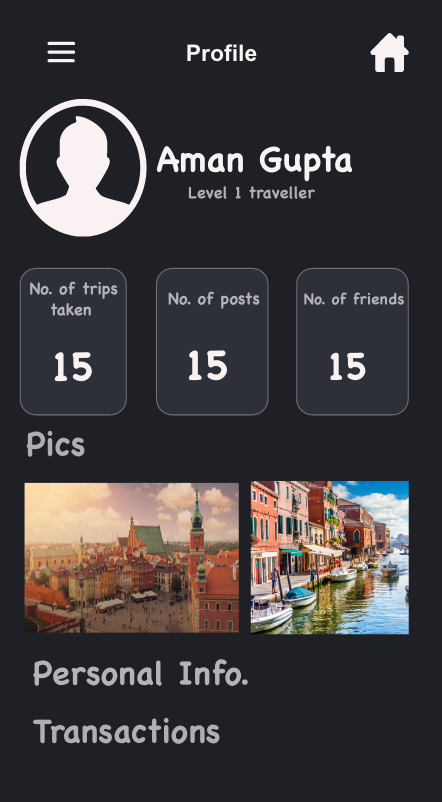 Profile
Aman Gupta
Level 1 traveller
No. of trips
taken
15
No. of posts
15
No. of friends
15
Pics
Personal Info.
Transactions